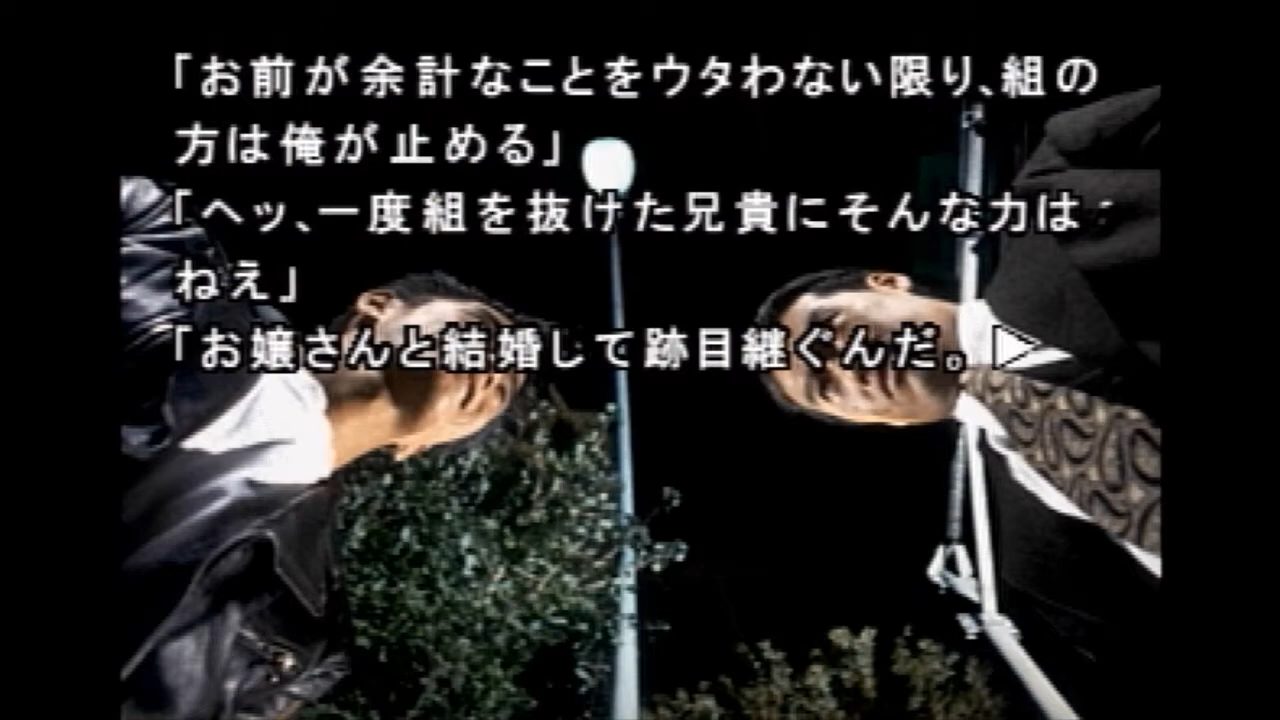 「お前が余計なことをウタわない限り、組の
方は俺が止める」
「ヘッ、一度組を抜けた兄貴にそんな力は
ねえ」
「お嬢さんと結婚して跡目継ぐんだ。▷